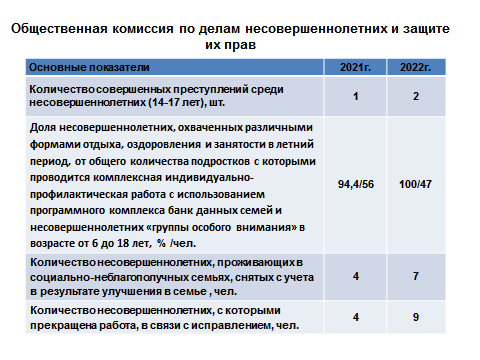 Общественная комиссия по делам несовершеннолетних и защите
их прав
Основные показатели 2021г. 2022г.
Количество совершенных преступлений среди
несовершеннолетних (14-17 лет), шт. 1 2
Доля несовершеннолетних, охваченных различными
формами отдыха, оздоровления и занятости в летний
период, от общего количества подростков с которыми
проводится комплексная индивидуально-
профилактическая работа с использованием
программного комплекса банк данных семей и
несовершеннолетних «группы особого внимания» в
возрасте от 6 до 18 лет, % /чел. 94,4/56 100/47
Количество несовершеннолетних, проживающих в
социально-неблагополучых семьях, снятых с учета
в результате улучшения в семье , чел. 4 7
Количество несовершеннолетних, с которыми
прекращена работа, в связи с исправлением, чел. 4 9